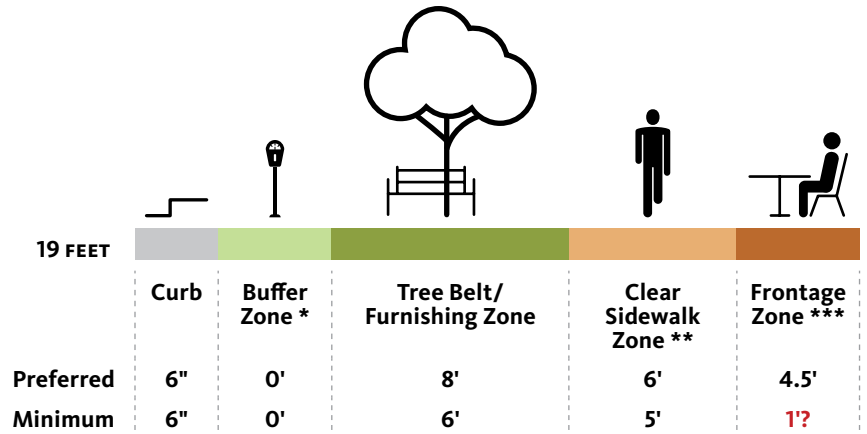 19 FEET
Curb
Buffer
Zone *
Tree Belt/
Furnishing Zone
Clear
Sidewalk
Zone **
Frontage
Zone ***
Preferred 6" 0' 8' 6' 4.5'
Minimum 6" 0' 6' 5' 1'?